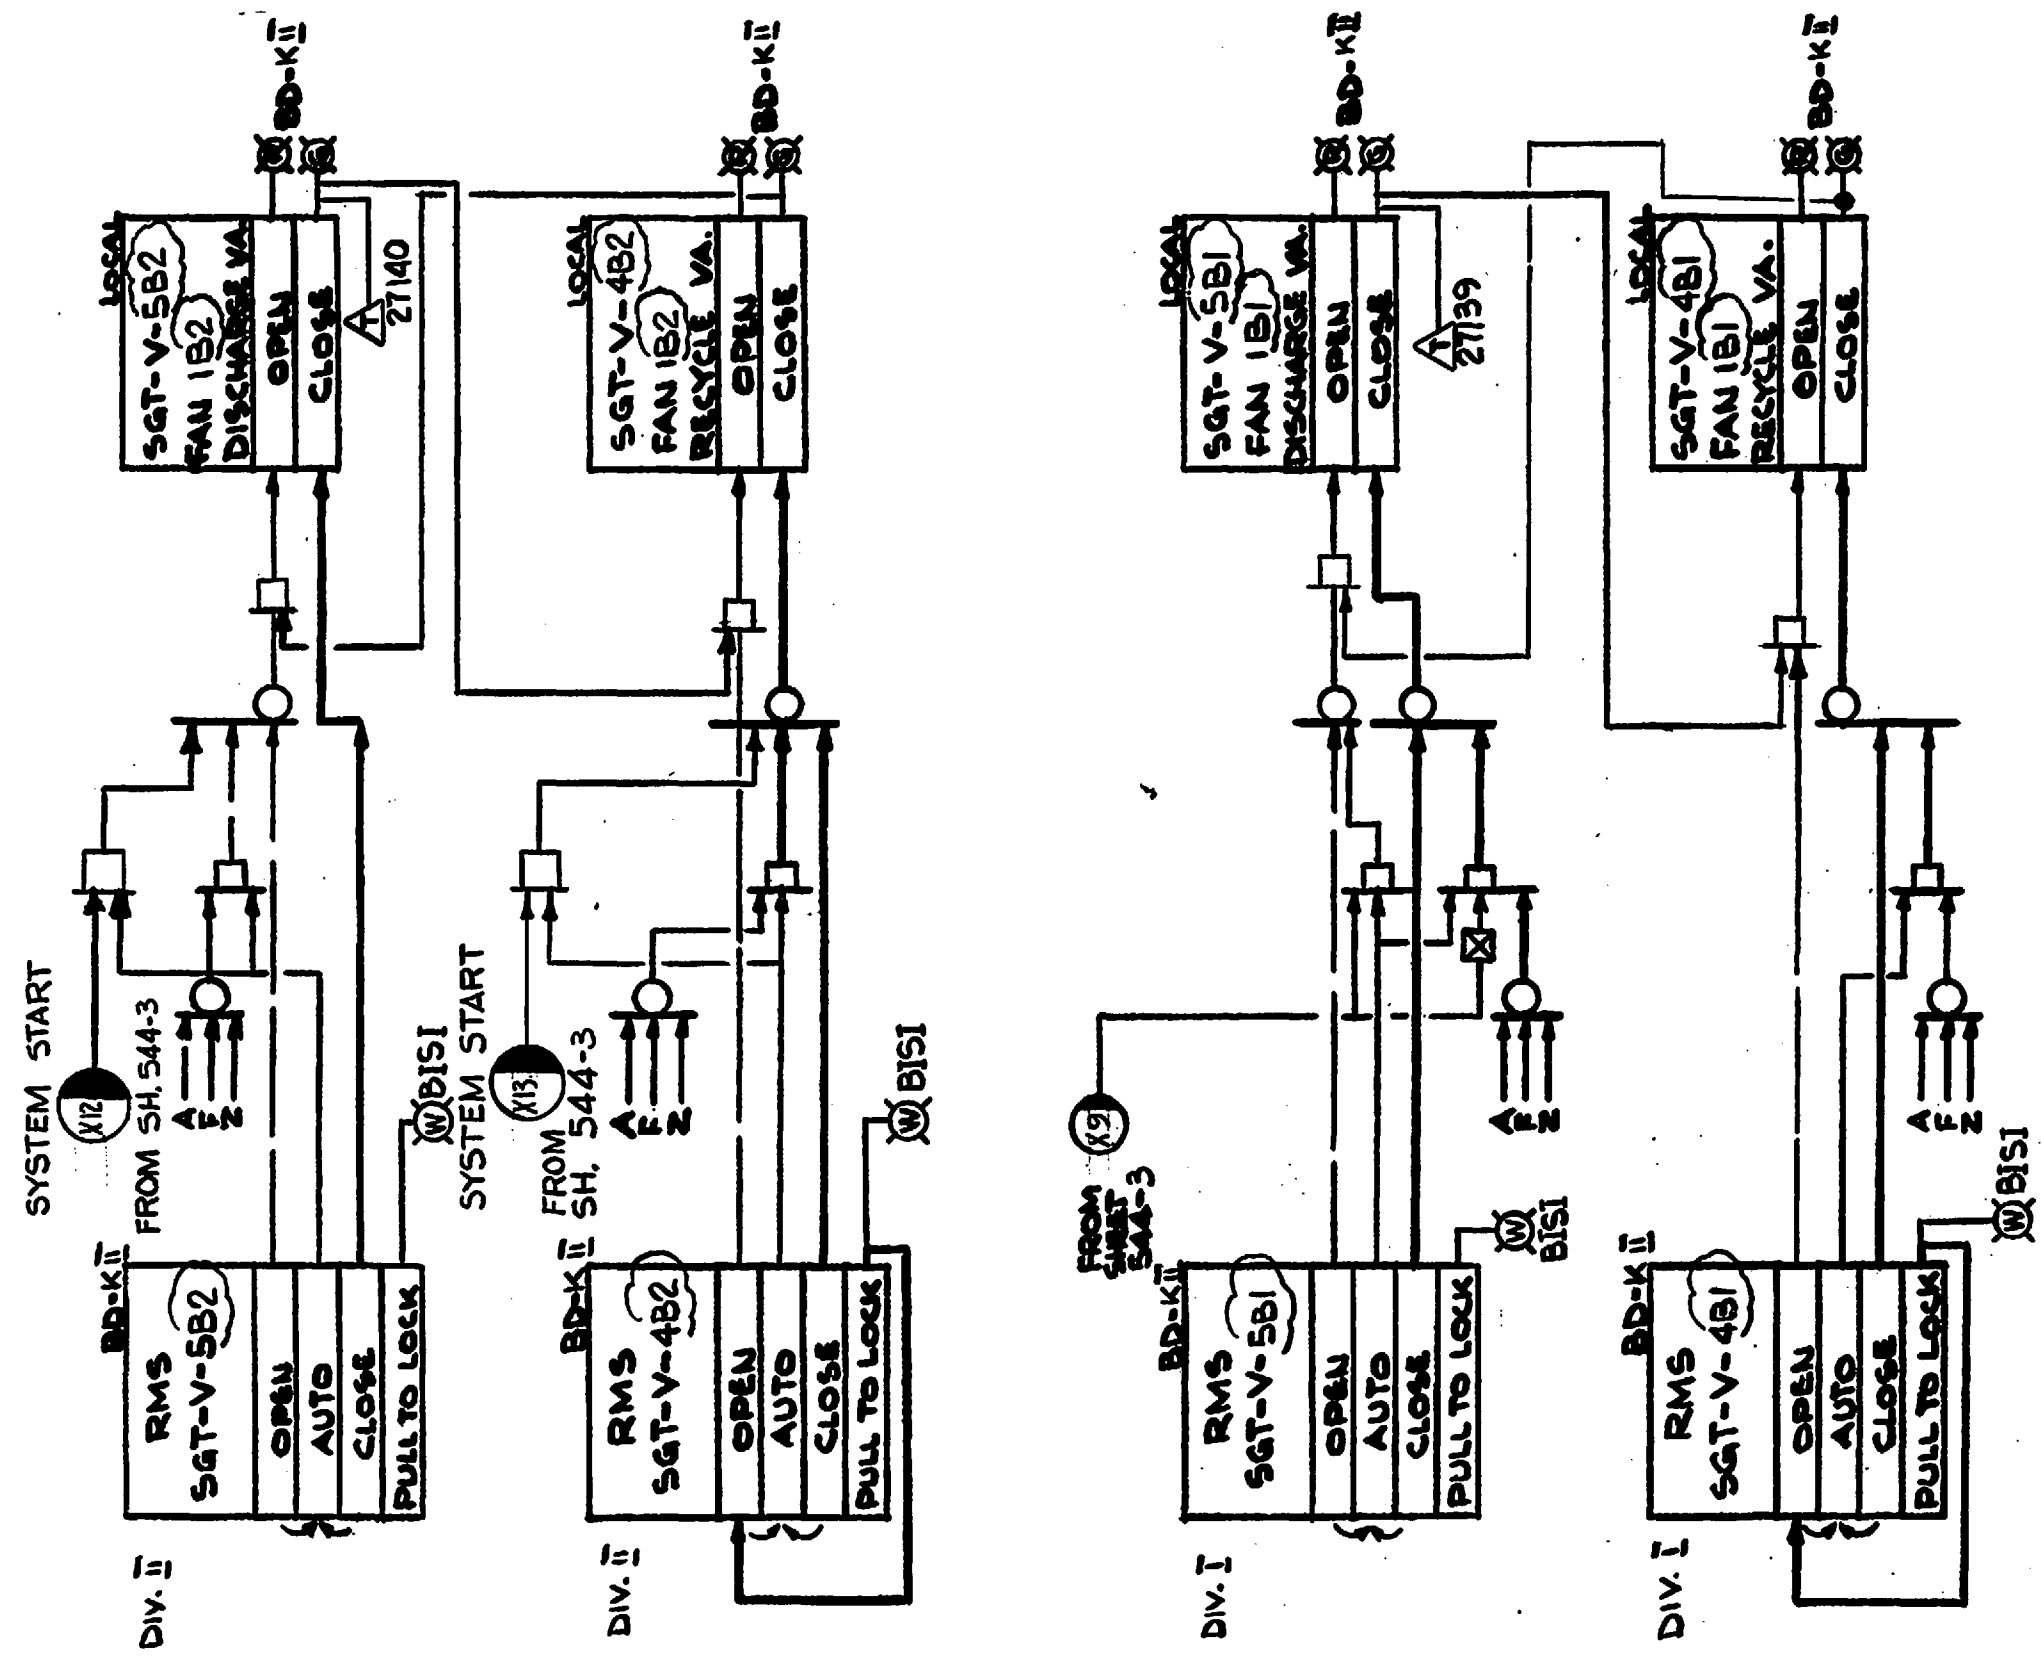 DIV. II
BD-K II
RMS
SGT-V-5B2
OPEN
AUTO
CLOSE
PULL TO LOCK
W
BISI
SYSTEM START
X12
FROM SH. 544-3
A
F
Z
LOCAL
SGT-V-5B2
FAN 1B2
DISCHARGE VA.
OPEN
CLOSE
T
27140
R
G
BD-K II
DIV. II
BD-K II
RMS
SGT-V-4B2
OPEN
AUTO
CLOSE
PULL TO LOCK
W
BISI
SYSTEM START
X13
FROM
SH. 544-3
A
F
Z
LOCAL
SGT-V-4B2
FAN 1B2
RECYCLE VA.
OPEN
CLOSE
R
G
BD-K II
DIV. I
BD-K II
RMS
SGT-V-5B1
OPEN
AUTO
CLOSE
PULL TO LOCK
W
BISI
FROM
SHEET
544-3
X9
A
F
Z
LOCAL
SGT-V-5B1
FAN 1B1
DISCHARGE VA.
OPEN
CLOSE
T
27139
R
G
BD-K II
DIV. I
BD-K II
RMS
SGT-V-4B1
OPEN
AUTO
CLOSE
PULL TO LOCK
W
BISI
A
F
Z
LOCAL
SGT-V-4B1
FAN 1B1
RECYCLE VA.
OPEN
CLOSE
R
G
BD-K II